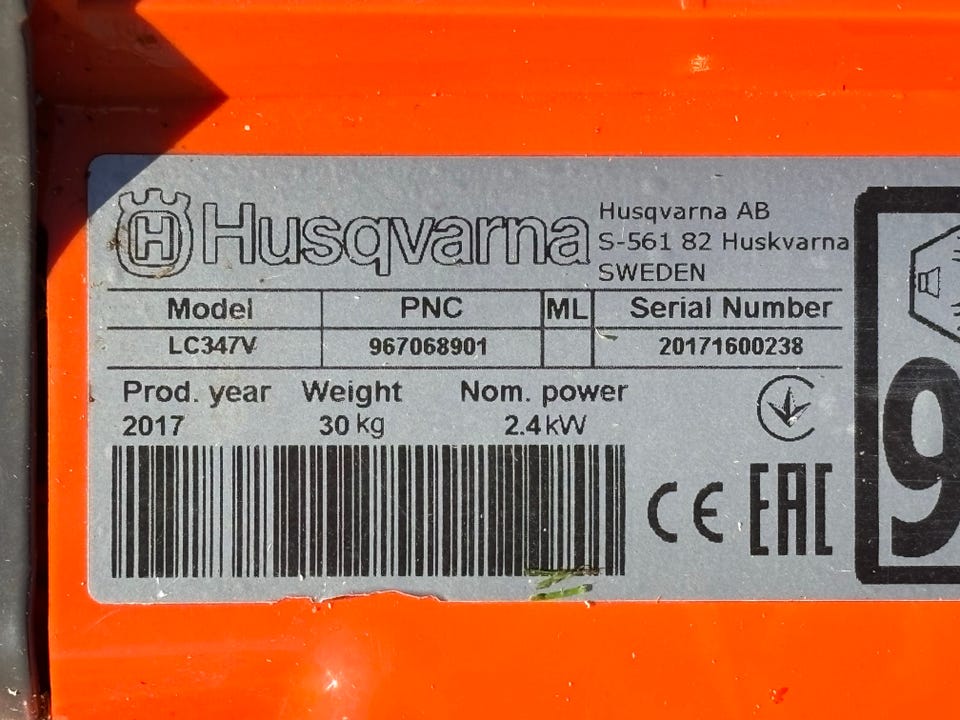 H Husqvarna
Husqvarna AB
S-561 82 Huskvarna
SWEDEN
Model PNC ML Serial Number
LC347V 967068901 20171600238
Prod. year Weight Nom. power
2017 30 kg 2.4 kW
CE EAC
9